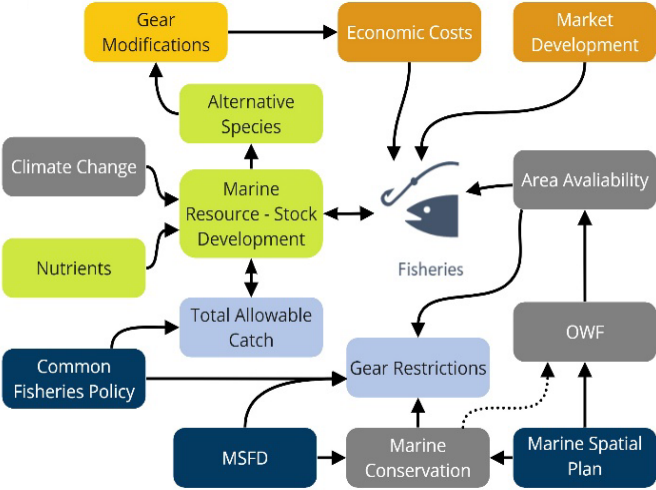 Gear
Modifications
Economic Costs
Market
Development
Alternative
Species
Climate Change
Marine
Resource - Stock
Development
Area Avaliability
Nutrients
Fisheries
Total Allowable
Catch
OWF
Common
Fisheries Policy
Gear Restrictions
MSFD
Marine
Conservation
Marine Spatial
Plan